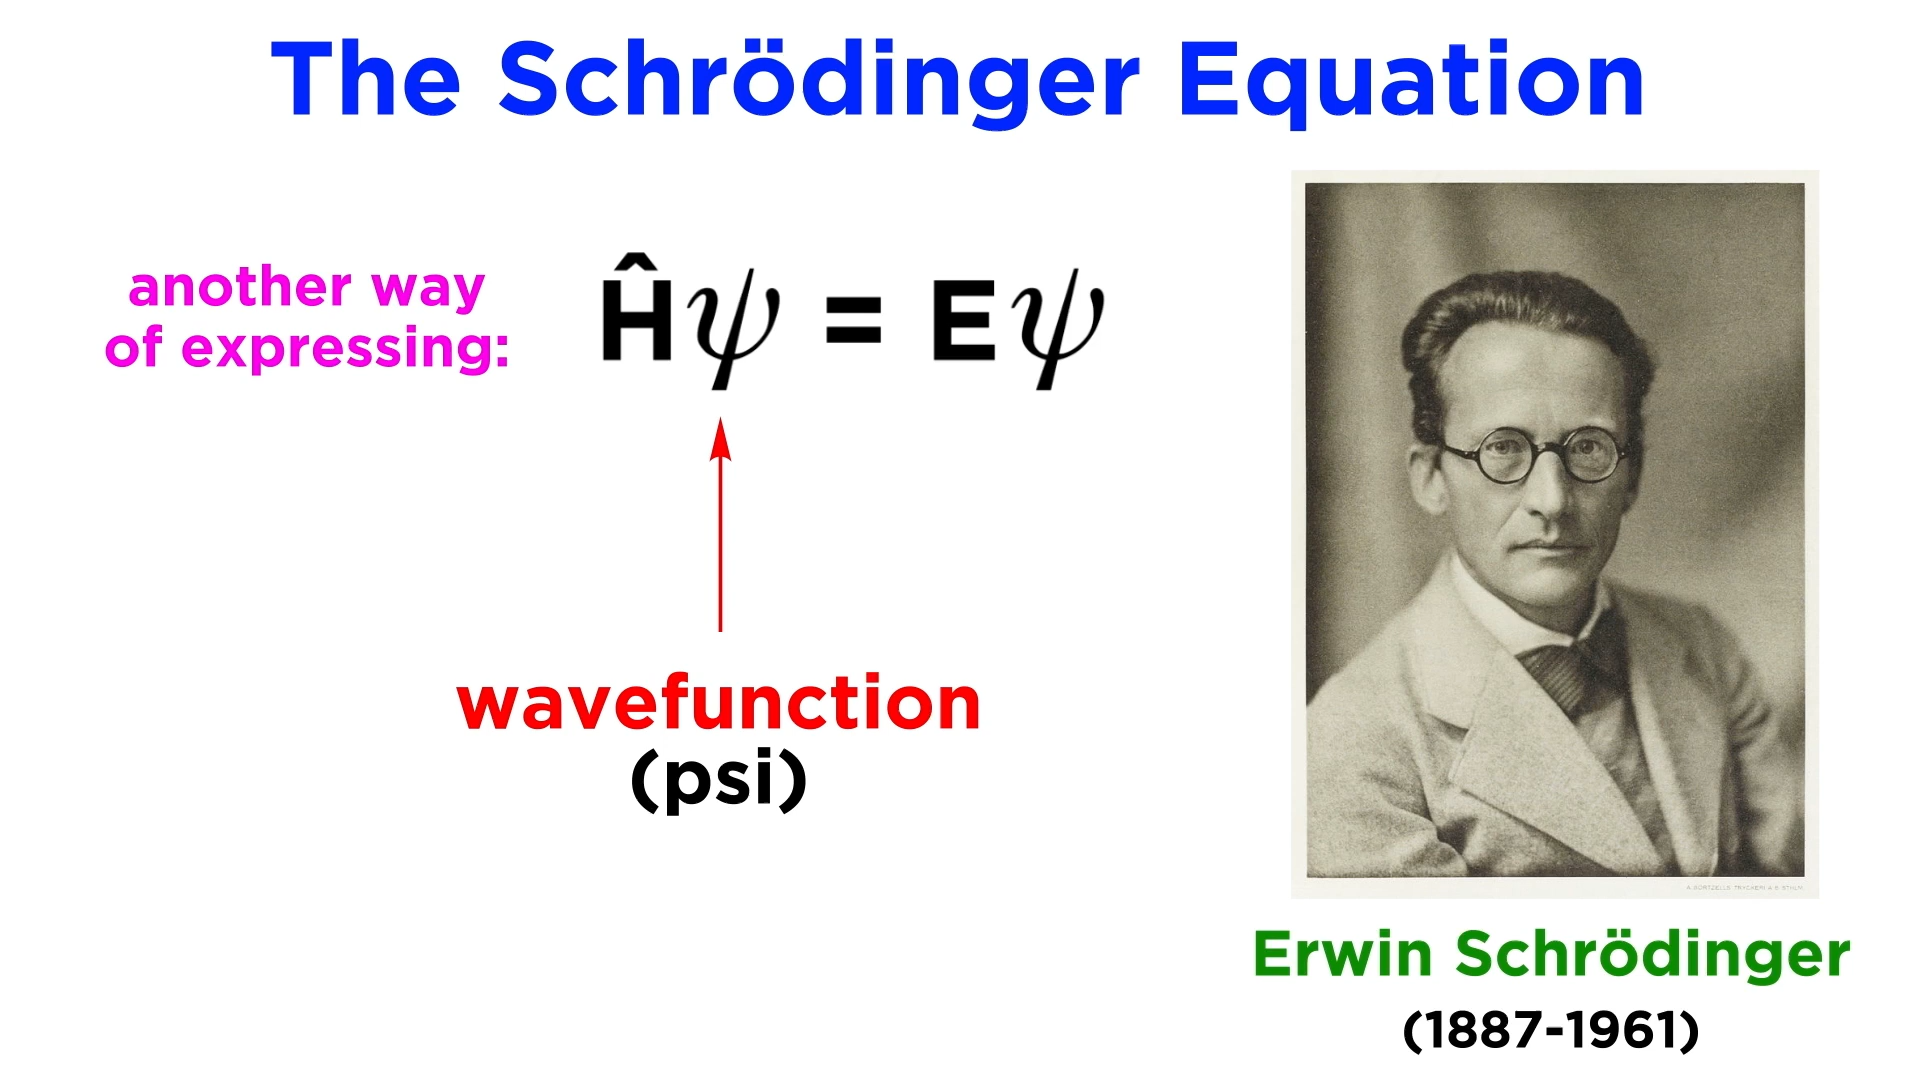 The Schrödinger Equation
another way
of expressing:
Ĥψ = Eψ
wavefunction
(psi)
Erwin Schrödinger
(1887-1961)